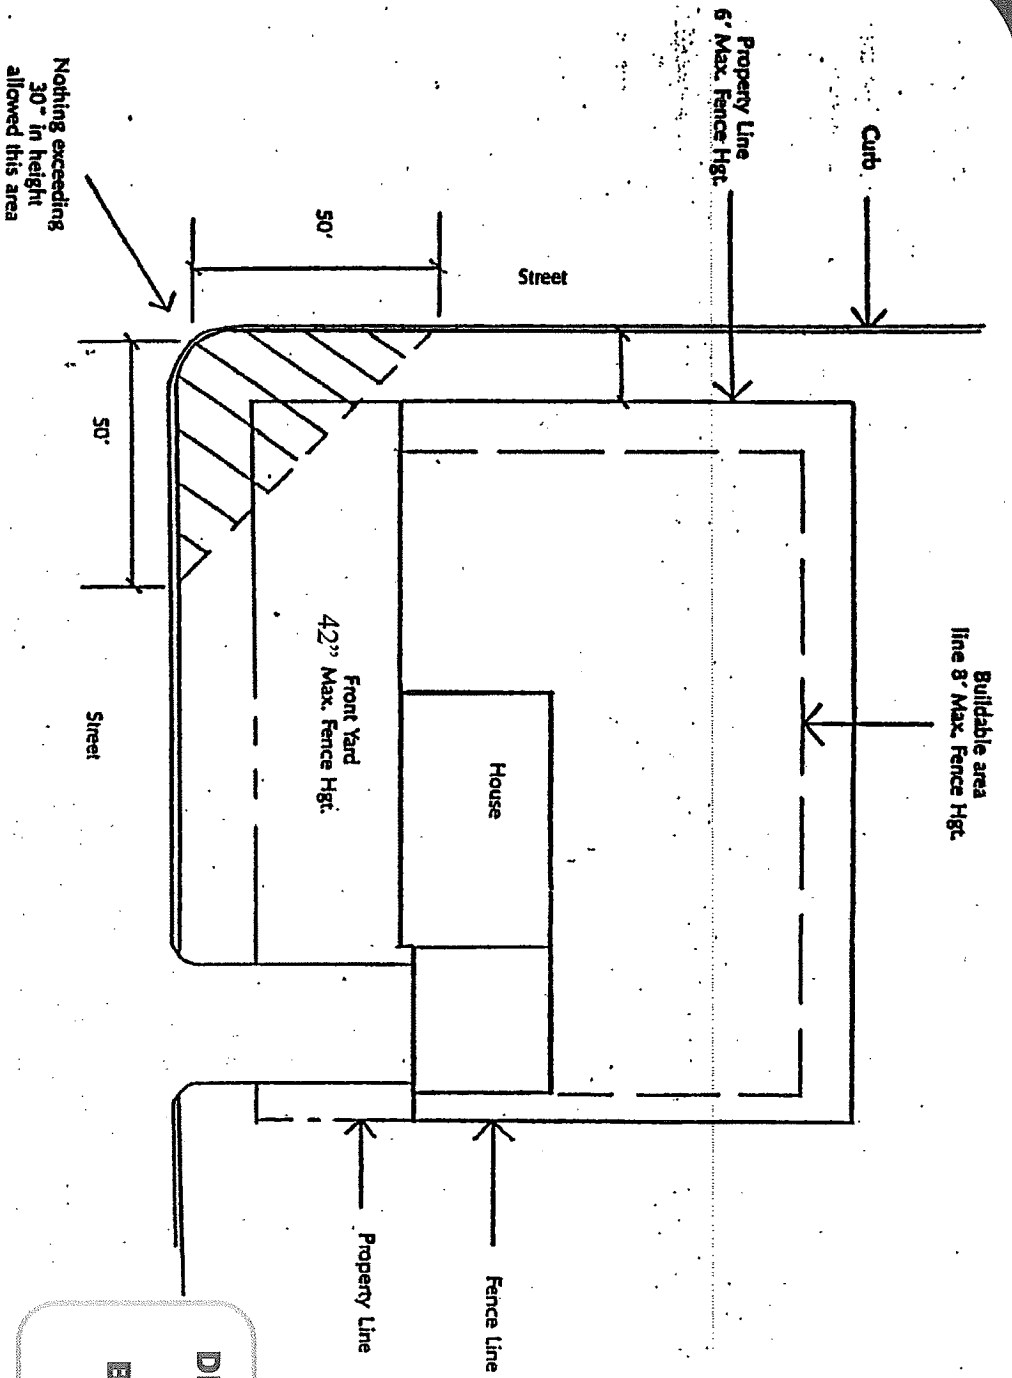 Buildable area
line 8' Max. Fence Hgt.
Curb
Property Line
6' Max. Fence Hgt.
Street
50'
Nothing exceeding
30" in height
allowed this area
50'
House
Front Yard
42" Max. Fence Hgt.
Street
Fence Line
Property Line